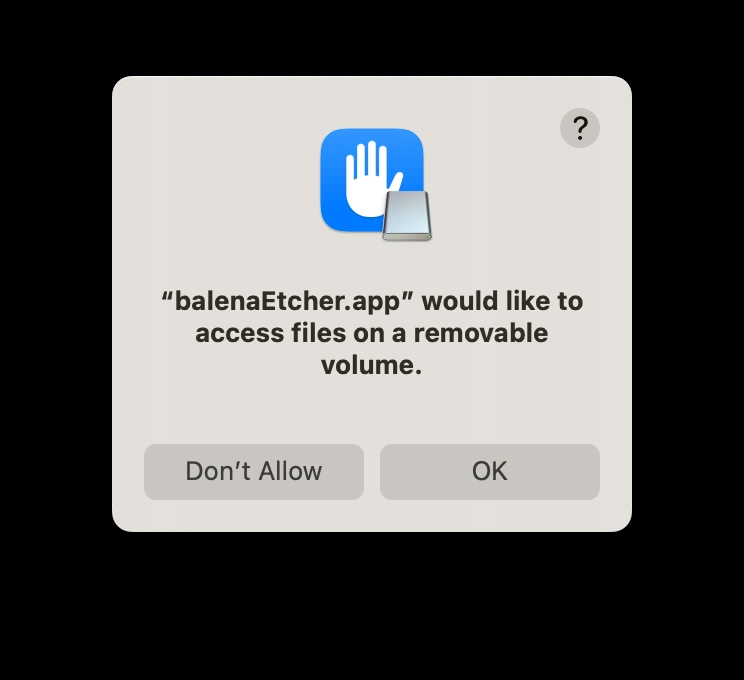 ?
“balenaEtcher.app” would like to
access files on a removable
volume.
Don’t Allow
OK